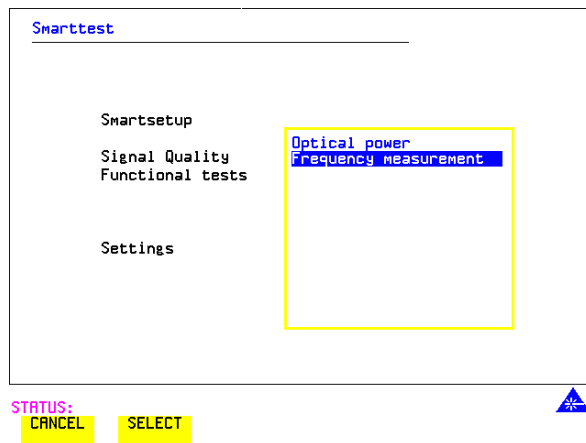 Smarttest
Smartsetup
Optical power
Signal Quality
Frequency measurement
Functional tests
Settings
STATUS:
CANCEL
SELECT